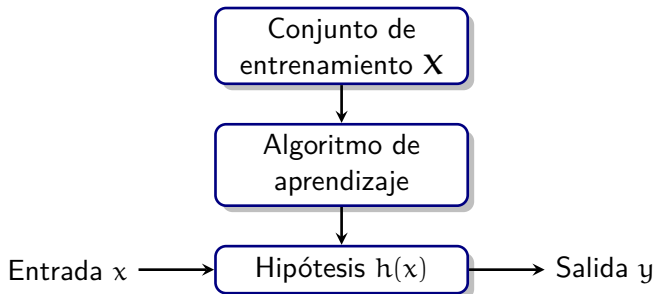 Conjunto de
entrenamiento X
Algoritmo de
aprendizaje
Entrada x
Hipótesis h(x)
Salida y